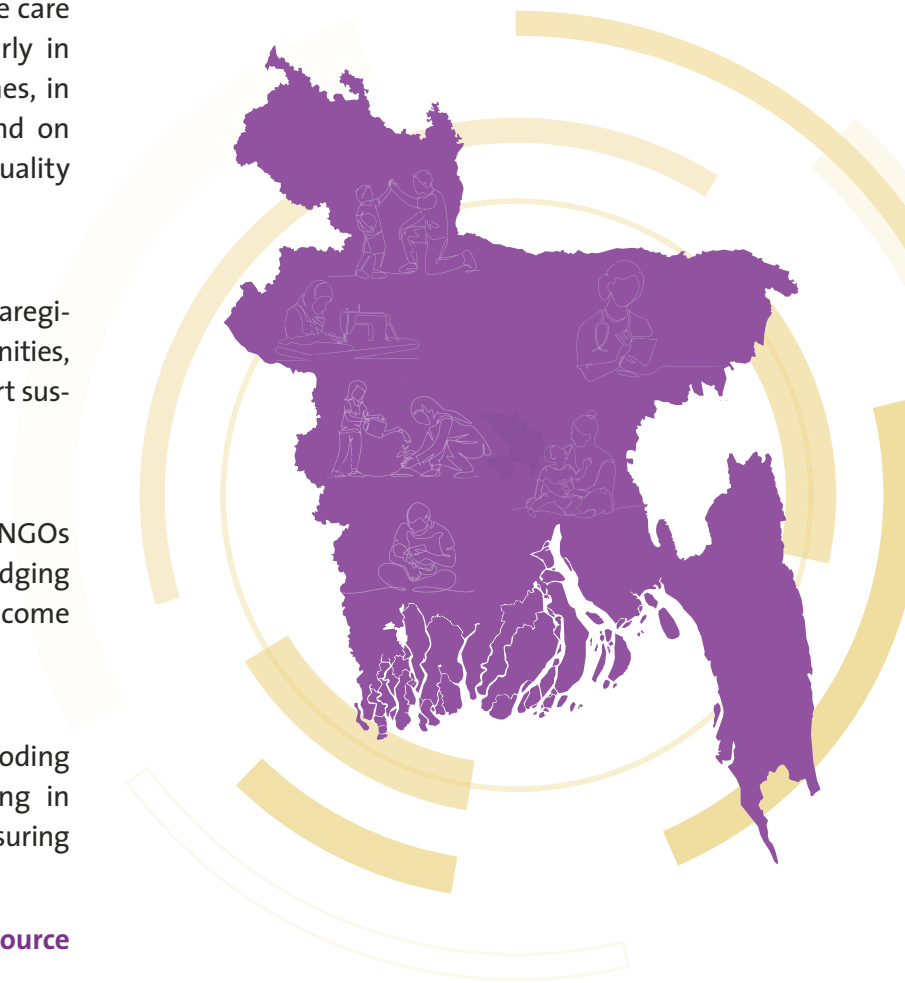 e care
rly in
nes, in
nd on
uality
aregi-
nities,
rt sus-
NGOs
dging
come
oding
ng in
suring
ource